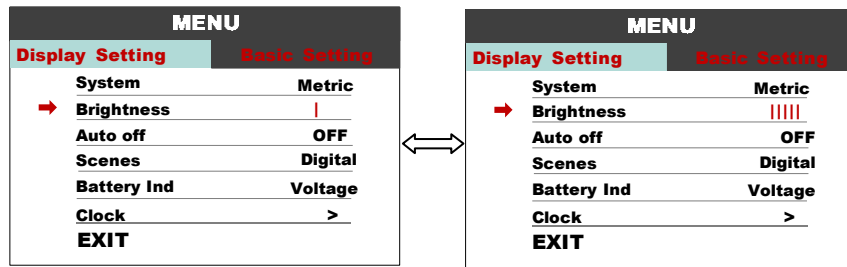 MENU
Display Setting Basic Setting
System Metric
Brightness |
Auto off OFF
Scenes Digital
Battery Ind Voltage
Clock >
EXIT
MENU
Display Setting Basic Setting
System Metric
Brightness |||||
Auto off OFF
Scenes Digital
Battery Ind Voltage
Clock >
EXIT